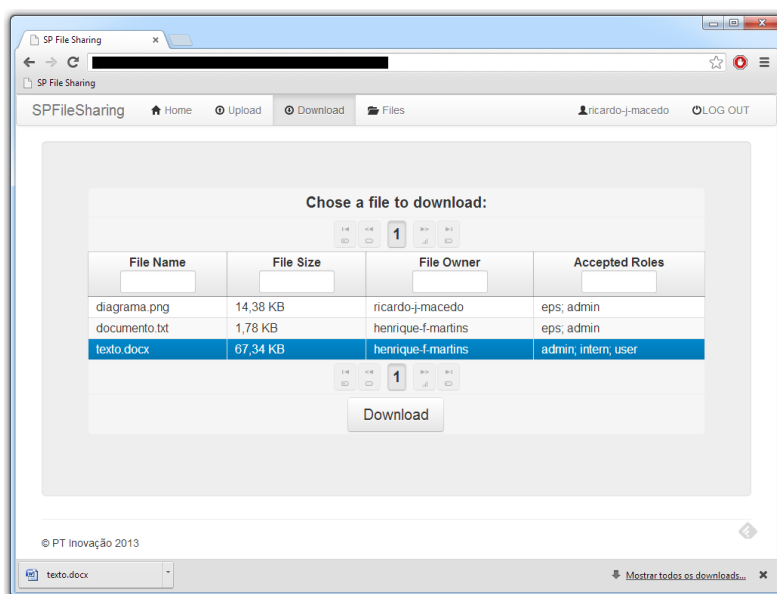 SP File Sharing
SP File Sharing
SPFileSharing Home Upload Download Files ricardo-j-macedo LOG OUT
Chose a file to download:
1
File Name File Size File Owner Accepted Roles
diagrama.png 14,38 KB ricardo-j-macedo eps; admin
documento.txt 1,78 KB henrique-f-martins eps; admin
texto.docx 67,34 KB henrique-f-martins admin; intern; user
1
Download
© PT Inovação 2013
texto.docx Mostrar todos os downloads...